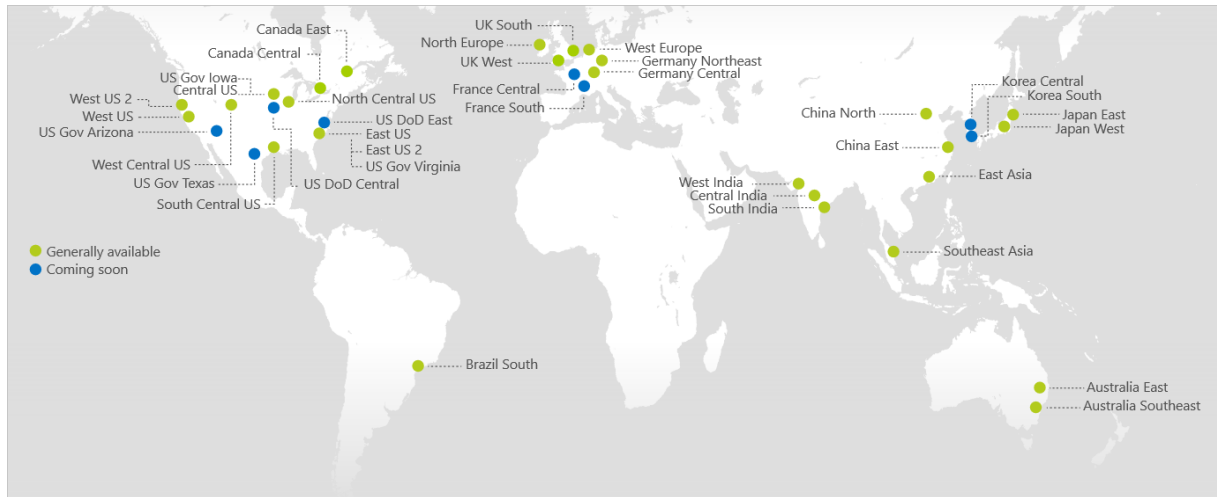 Canada East
Canada Central
US Gov Iowa
Central US
West US 2
West US
US Gov Arizona
West Central US
US Gov Texas
South Central US
North Central US
US DoD East
East US
East US 2
US Gov Virginia
US DoD Central
UK South
North Europe
UK West
France Central
France South
West Europe
Germany Northeast
Germany Central
Korea Central
Korea South
China North
Japan East
Japan West
China East
East Asia
West India
Central India
South India
Southeast Asia
Generally available
Coming soon
Brazil South
Australia East
Australia Southeast